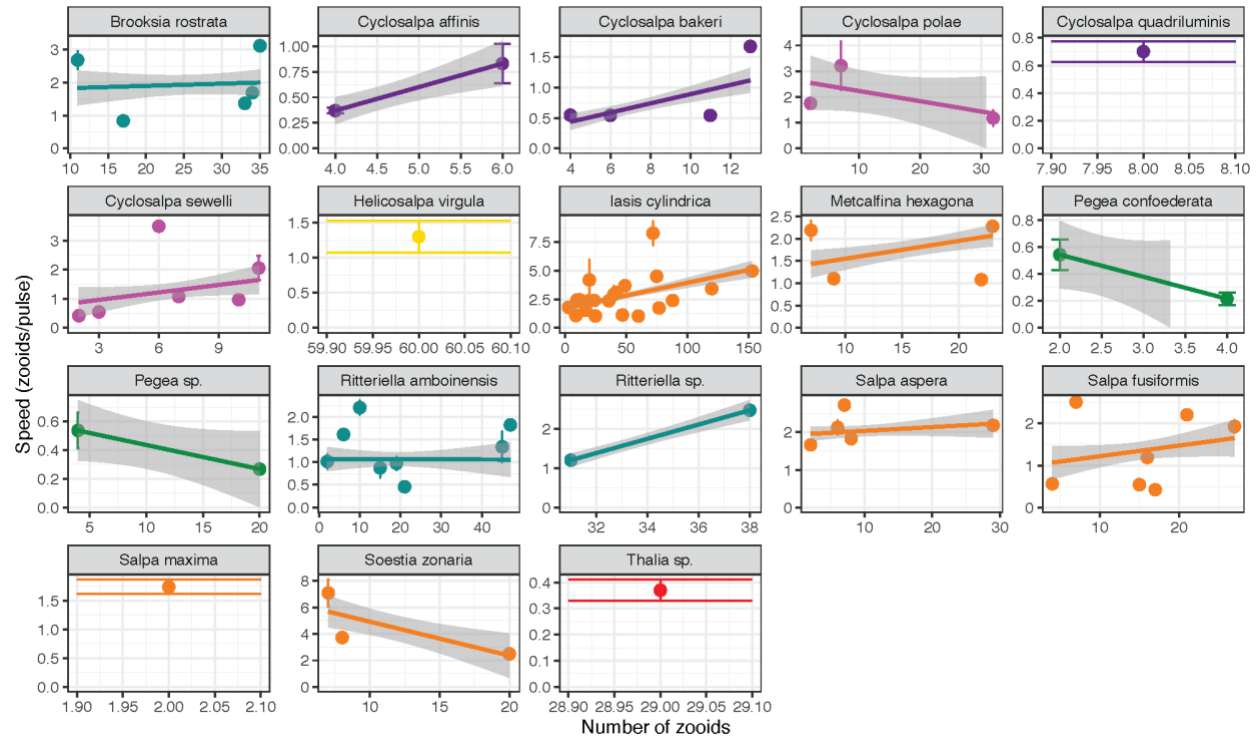 Brooksia rostrata
Cyclosalpa affinis
Cyclosalpa bakeri
Cyclosalpa polae
Cyclosalpa quadriluminis
3
2
1
0
10 15 20 25 30 35
1.00
0.75
0.50
0.25
0.00
4.0 4.5 5.0 5.5 6.0
1.5
1.0
0.5
0.0
4 6 8 10 12
4
3
2
1
0
10 20 30
0.8
0.6
0.4
0.2
0.0
7.90 7.95 8.00 8.05 8.10
Cyclosalpa sewelli
Helicosalpa virgula
Iasis cylindrica
Metcalfina hexagona
Pegea confoederata
3
2
1
0
3 6 9
1.5
1.0
0.5
0.0
59.90 59.95 60.00 60.05 60.10
7.5
5.0
2.5
0.0
0 50 100 150
2.5
2.0
1.5
1.0
0.5
0.0
10 15 20
0.8
0.6
0.4
0.2
0.0
2.0 2.5 3.0 3.5 4.0
Speed (zooids/pulse)
Pegea sp.
Ritteriella amboinensis
Ritteriella sp.
Salpa aspera
Salpa fusiformis
0.6
0.4
0.2
0.0
5 10 15 20
2.0
1.5
1.0
0.5
0.0
0 10 20 30 40
2
1
0
32 34 36 38
2
1
0
10 20 30
2
1
0
10 20
Salpa maxima
Soestia zonaria
Thalia sp.
1.5
1.0
0.5
0.0
1.90 1.95 2.00 2.05 2.10
8
6
4
2
0
10 15 20
0.4
0.3
0.2
0.1
0.0
28.90 28.95 29.00 29.05 29.10
Number of zooids